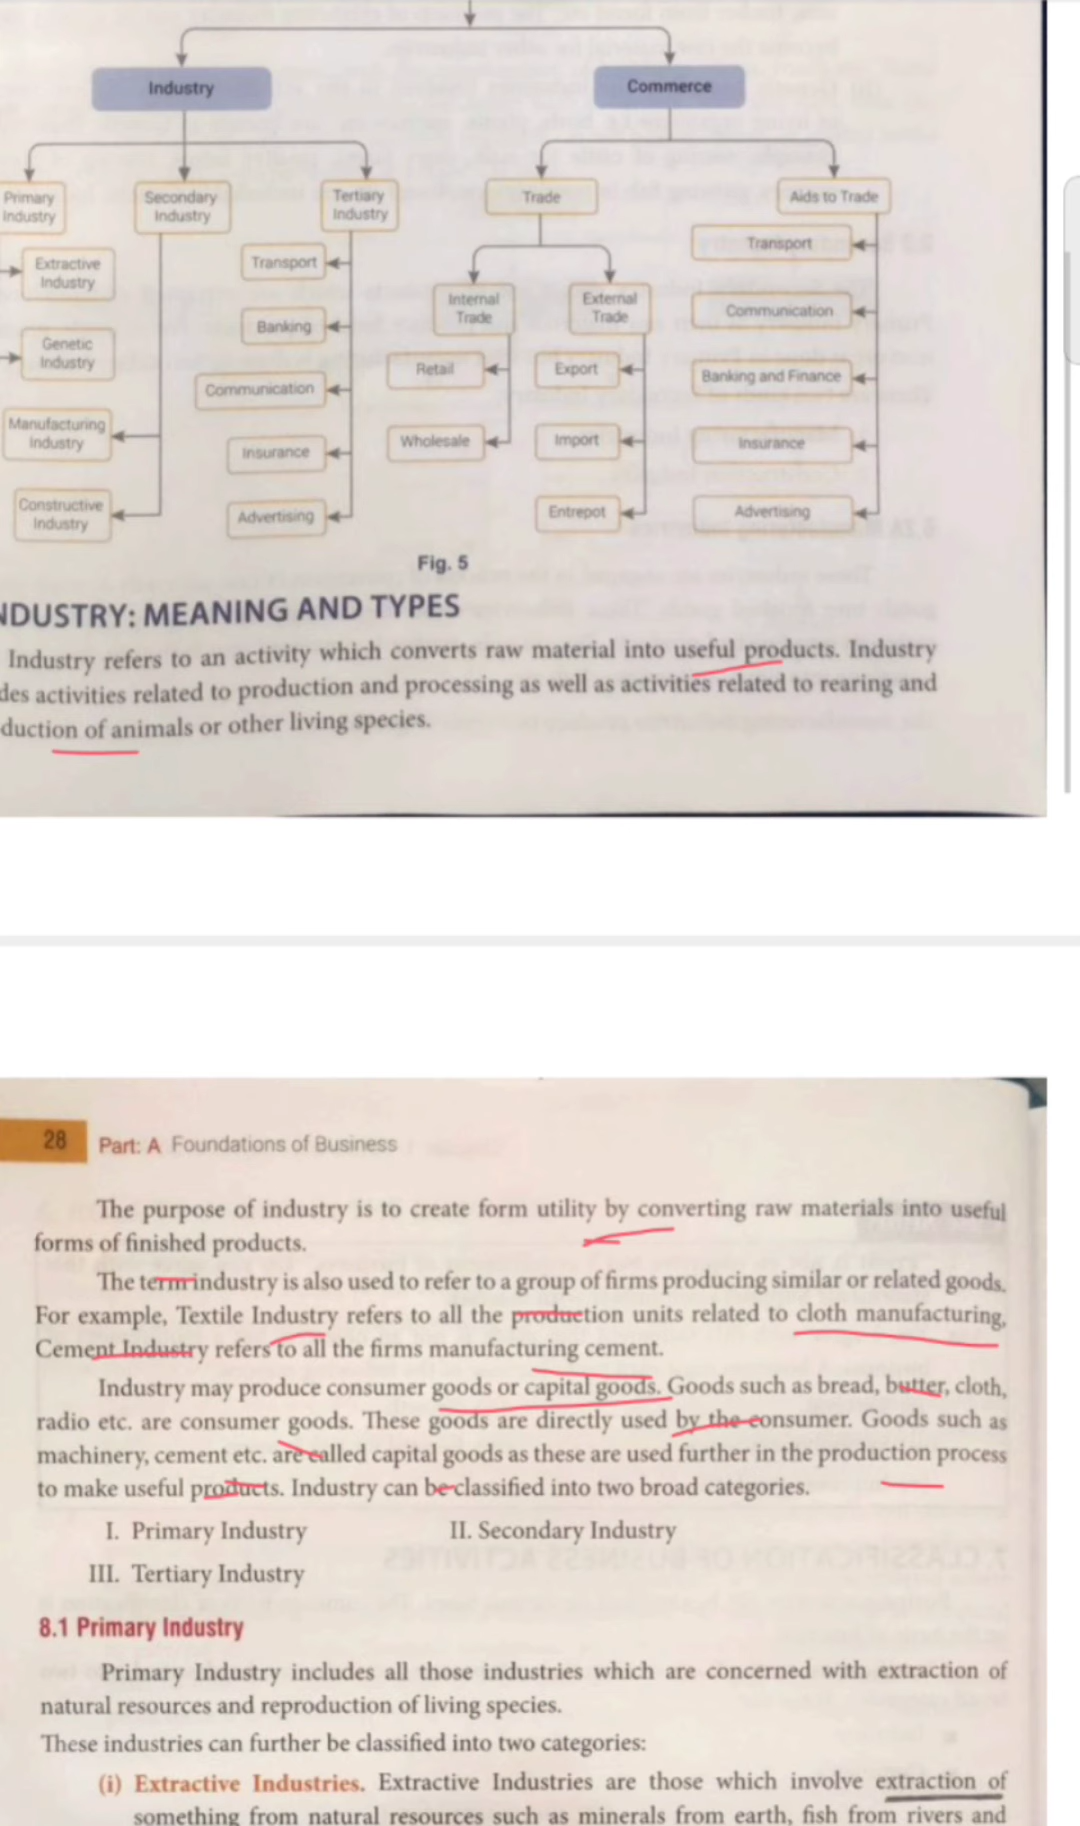 Industry
Commerce
Primary
Industry
Secondary
Industry
Tertiary
Industry
Trade
Aids to Trade
Extractive
Industry
Genetic
Industry
Manufacturing
Industry
Constructive
Industry
Transport
Banking
Communication
Insurance
Advertising
Internal
Trade
External
Trade
Retail
Wholesale
Export
Import
Entrepot
Transport
Communication
Banking and Finance
Insurance
Advertising
Fig. 5
NDUSTRY: MEANING AND TYPES
Industry refers to an activity which converts raw material into useful products. Industry
des activities related to production and processing as well as activities related to rearing and
duction of animals or other living species.
28 Part: A Foundations of Business
The purpose of industry is to create form utility by converting raw materials into useful
forms of finished products.
The term industry is also used to refer to a group of firms producing similar or related goods.
For example, Textile Industry refers to all the production units related to cloth manufacturing,
Cement Industry refers to all the firms manufacturing cement.
Industry may produce consumer goods or capital goods. Goods such as bread, butter, cloth,
radio etc. are consumer goods. These goods are directly used by the consumer. Goods such as
machinery, cement etc. are called capital goods as these are used further in the production process
to make useful products. Industry can be classified into two broad categories.
I. Primary Industry II. Secondary Industry
III. Tertiary Industry
8.1 Primary Industry
Primary Industry includes all those industries which are concerned with extraction of
natural resources and reproduction of living species.
These industries can further be classified into two categories:
(i) Extractive Industries. Extractive Industries are those which involve extraction of
something from natural resources such as minerals from earth, fish from rivers and